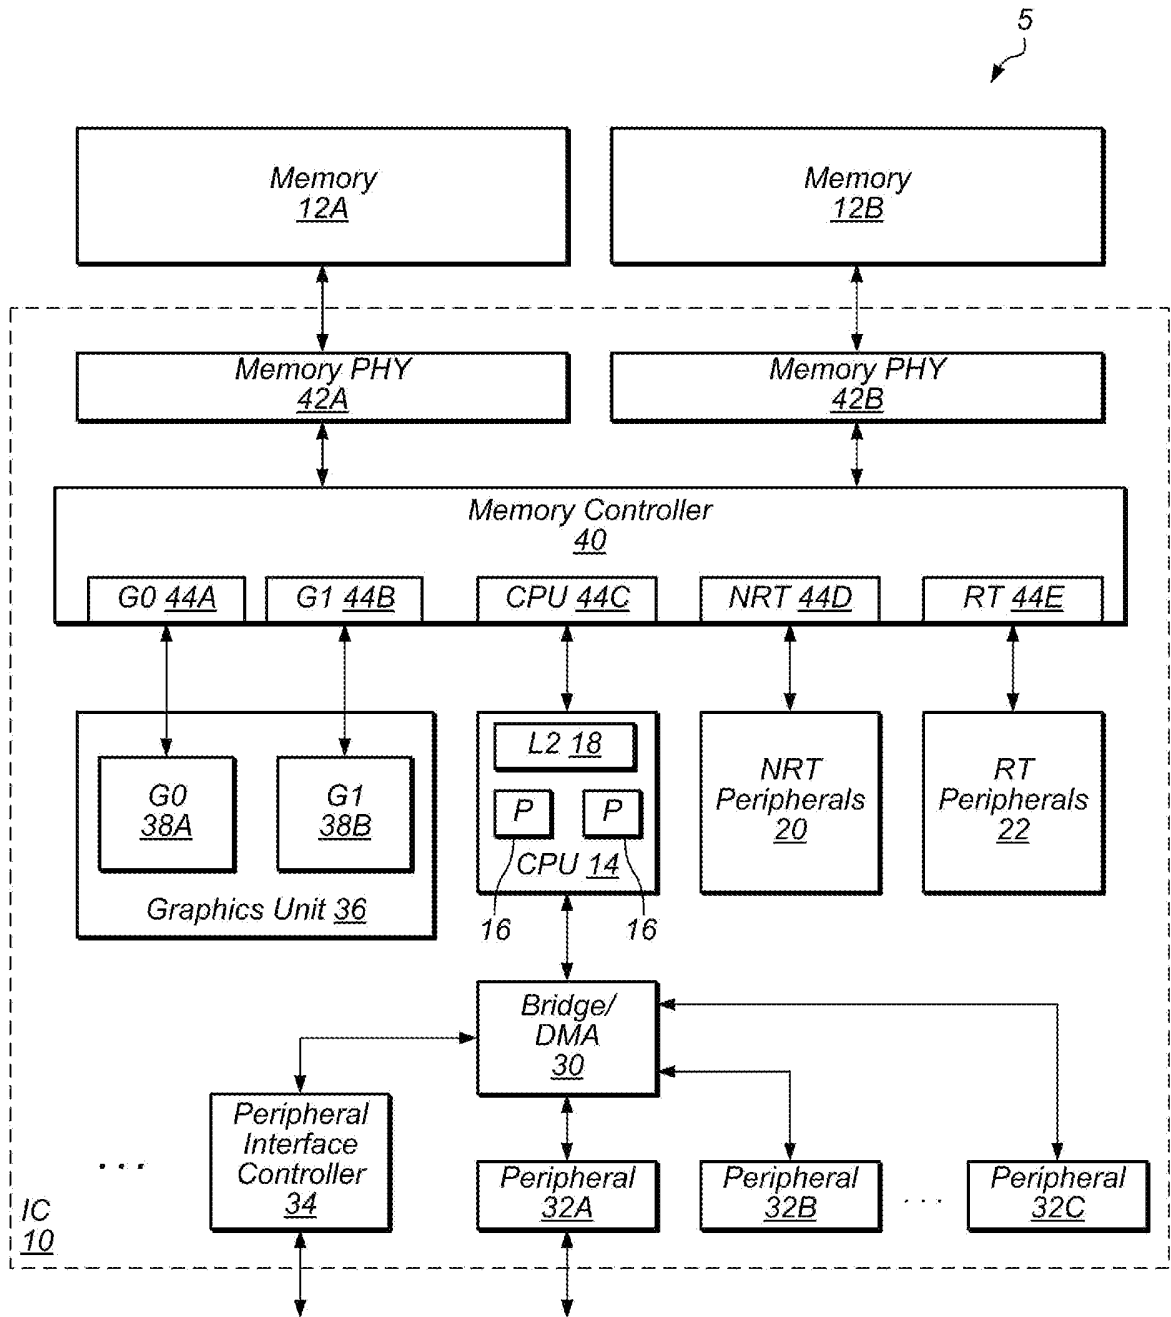 5
Memory
12A
Memory
12B
Memory PHY
42A
Memory PHY
42B
Memory Controller
40
G0 44A
G1 44B
CPU 44C
NRT 44D
RT 44E
G0
38A
G1
38B
Graphics Unit 36
L2 18
P
P
CPU 14
16
16
NRT
Peripherals
20
RT
Peripherals
22
Bridge/
DMA
30
. . .
Peripheral
Interface
Controller
34
Peripheral
32A
Peripheral
32B
. . .
Peripheral
32C
IC
10